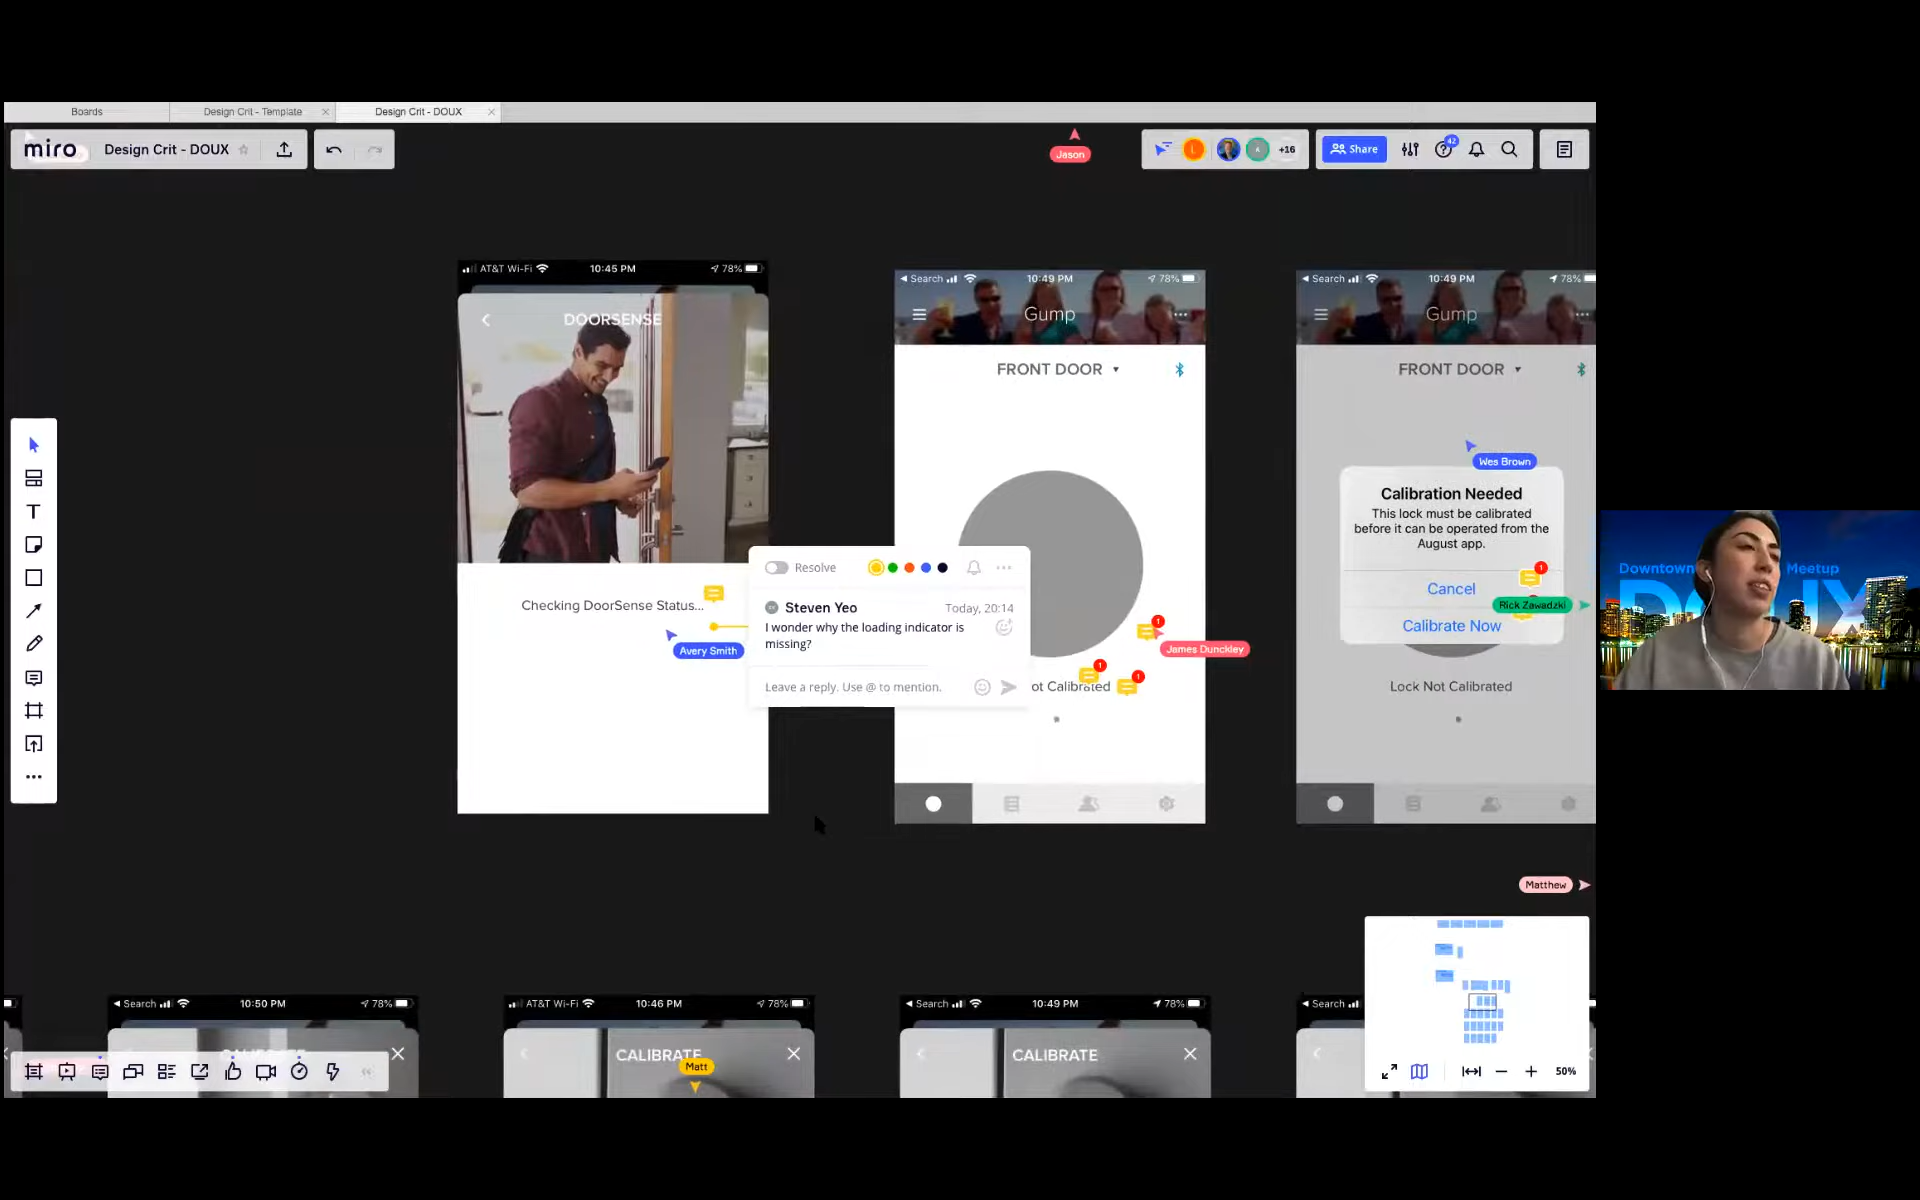 Boards
Design Crit - Template
Design Crit - DOUX
miro
Design Crit - DOUX
Jason
L
+16
Share
42
AT&T Wi-Fi
10:45 PM
78%
DOORSENSE
Checking DoorSense Status...
Avery Smith
Resolve
Steven Yeo
Today, 20:14
I wonder why the loading indicator is
missing?
Leave a reply. Use @ to mention.
Search
10:49 PM
78%
Gump
FRONT DOOR
1
James Dunckley
1
1
ot Calibrated
Search
10:49 PM
78%
Gump
FRONT DOOR
Wes Brown
Calibration Needed
This lock must be calibrated
before it can be operated from the
August app.
1
Cancel
Rick Zawadzki
Calibrate Now
Lock Not Calibrated
Downtown
Meetup
Matthew
Search
10:50 PM
78%
AT&T Wi-Fi
10:46 PM
78%
CALIBRATE
Matt
Search
10:49 PM
78%
CALIBRATE
Search
50%